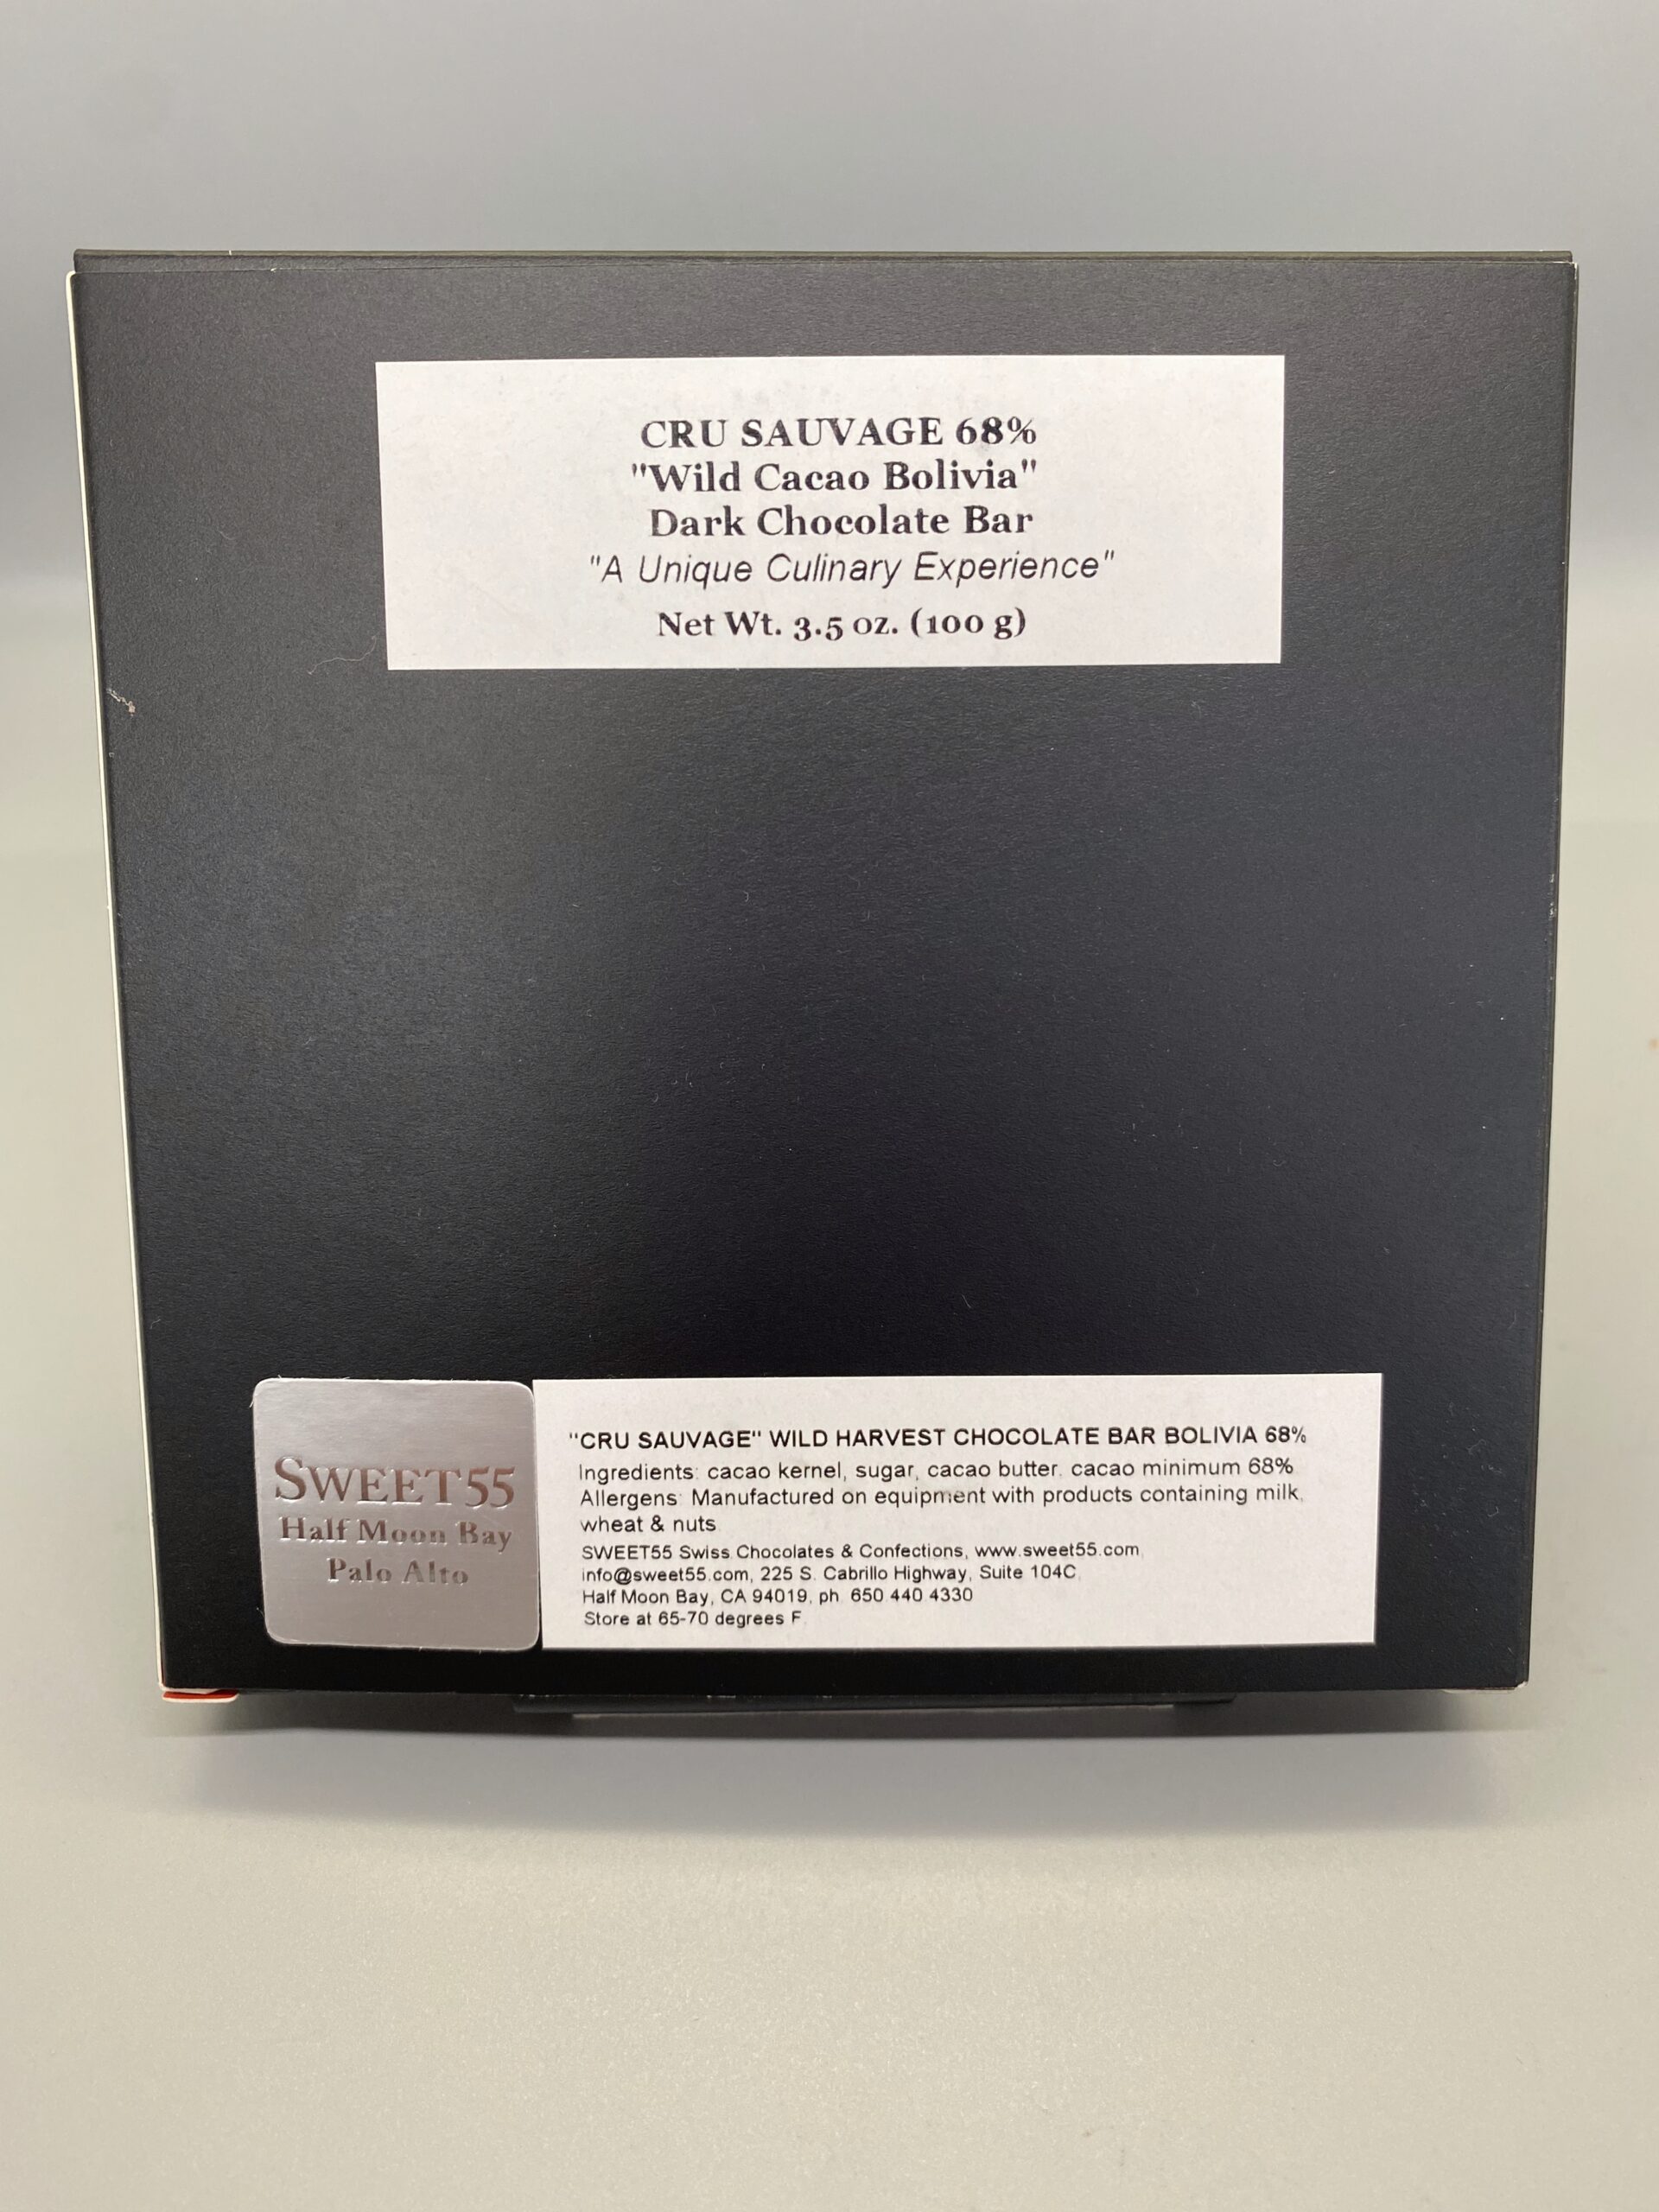 CRU SAUVAGE 68%
"Wild Cacao Bolivia"
Dark Chocolate Bar
"A Unique Culinary Experience"
Net Wt. 3.5 oz. (100 g)
SWEET55
Half Moon Bay
Palo Alto
"CRU SAUVAGE" WILD HARVEST CHOCOLATE BAR BOLIVIA 68%
Ingredients: cacao kernel, sugar, cacao butter. cacao minimum 68%
Allergens: Manufactured on equipment with products containing milk,
wheat & nuts
SWEET55 Swiss Chocolates & Confections, www.sweet55.com,
info@sweet55.com, 225 S. Cabrillo Highway, Suite 104C,
Half Moon Bay, CA 94019, ph. 650.440.4330
Store at 65-70 degrees F.